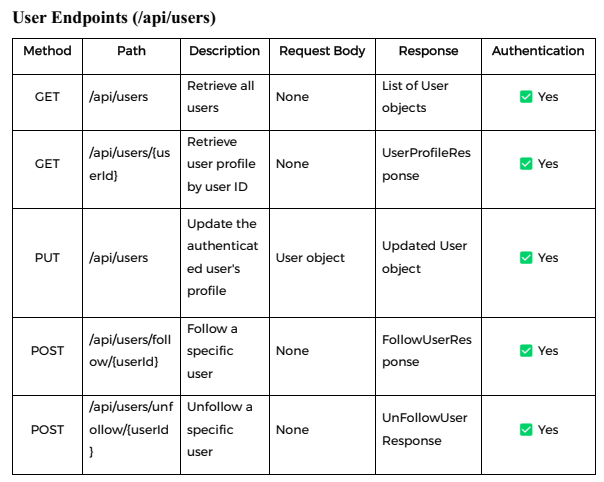 User Endpoints (/api/users)
Method Path Description Request Body Response Authentication
GET /api/users Retrieve all users None List of User objects ✅ Yes
GET /api/users/{userId} Retrieve user profile by user ID None UserProfileResponse ✅ Yes
PUT /api/users Update the authenticated user's profile User object Updated User object ✅ Yes
POST /api/users/follow/{userId} Follow a specific user None FollowUserResponse ✅ Yes
POST /api/users/unfollow/{userId} Unfollow a specific user None UnFollowUserResponse ✅ Yes